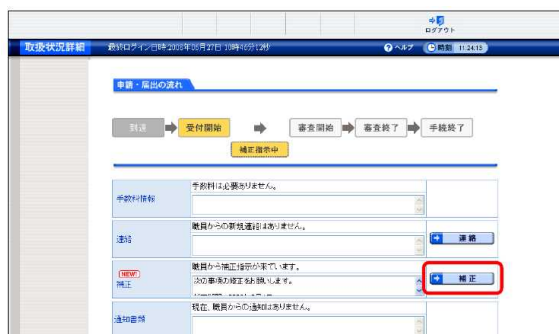 ログアウト
取扱状況詳細
最終ログイン日時:2008年06月27日 10時46分12秒
ヘルプ
時刻 11:24:15
申請・届出の流れ
到達
受付開始
審査開始
審査終了
手続終了
補正指示中
手数料情報
手数料は必要ありません。
連絡
職員からの新規連絡はありません。
連絡
NEW!
補正
職員から補正指示が来ています。
次の事項の修正をお願いします。
補正
通知書類
現在、職員からの通知はありません。